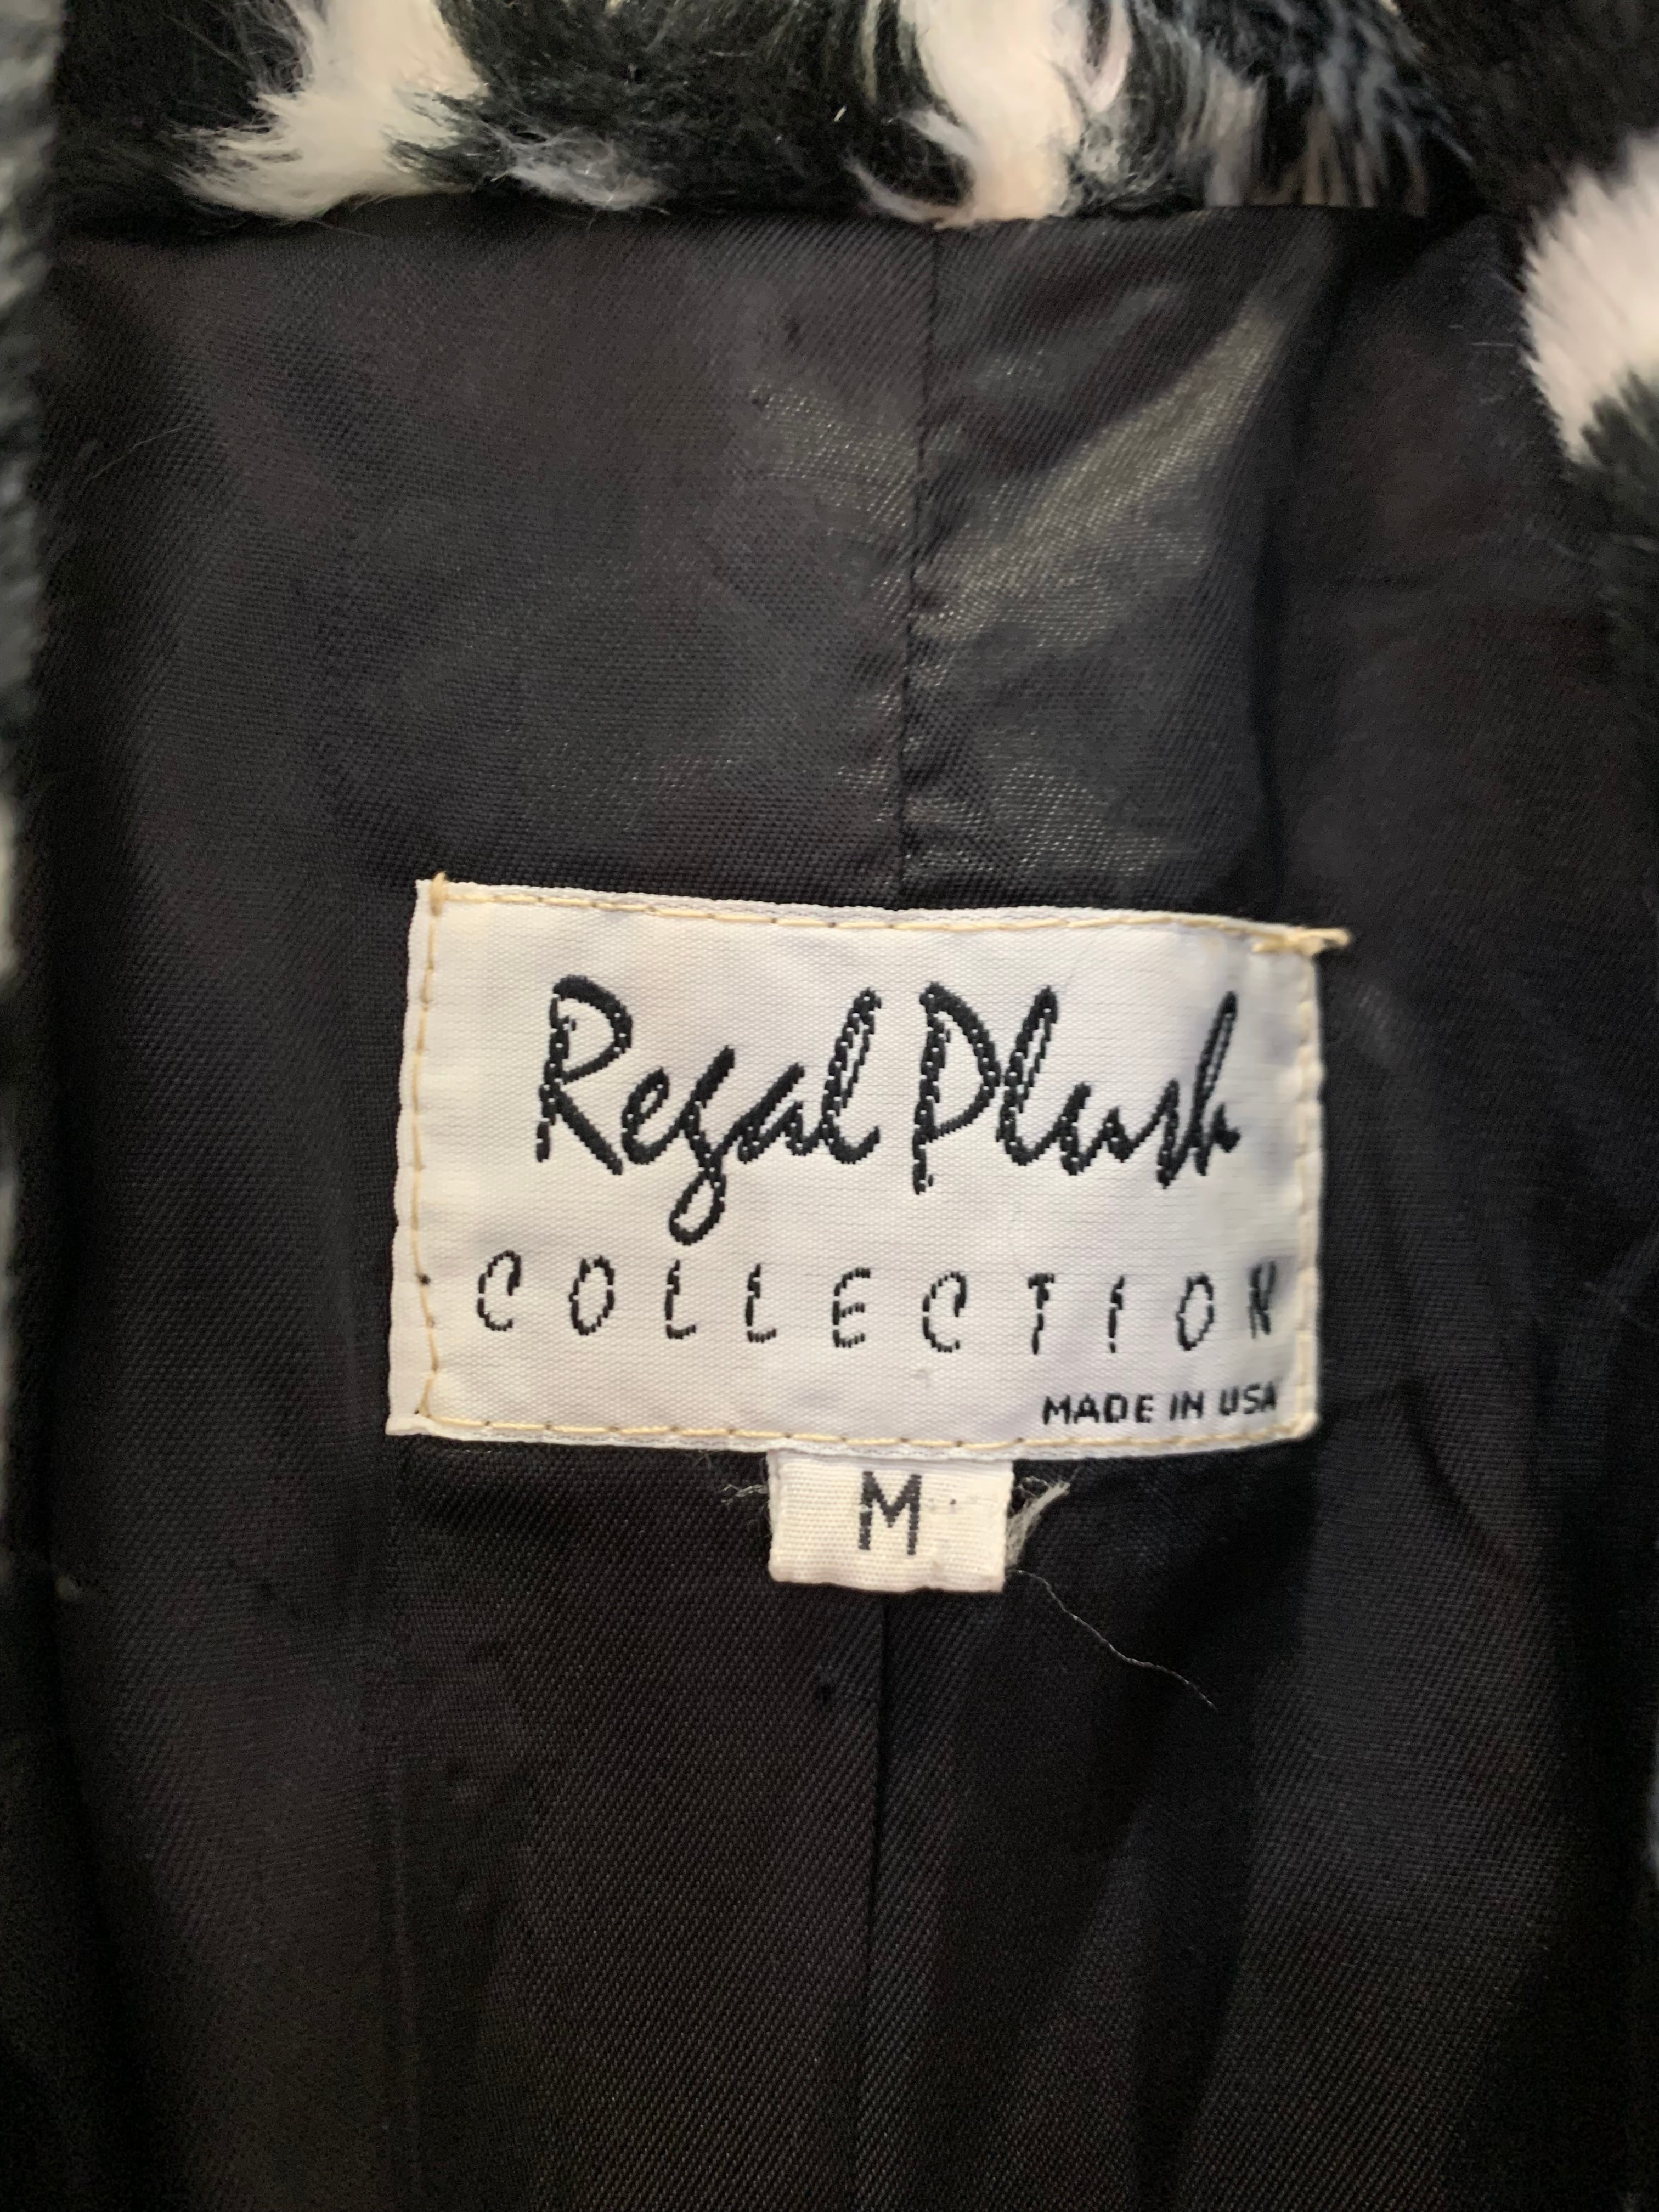 Regal Plush
COLLECTION
MADE IN USA
M